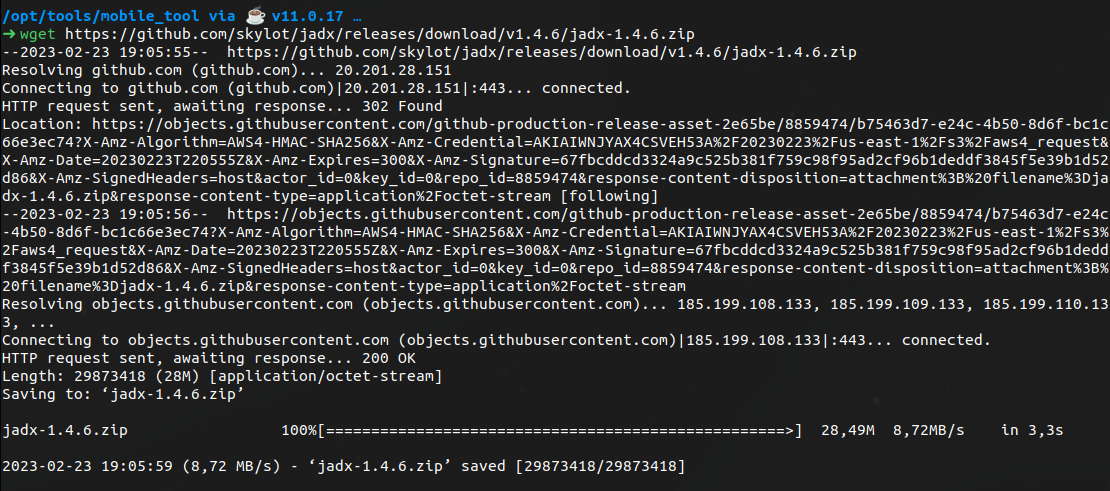 /opt/tools/mobile_tool via ☕ v11.0.17 …
➜ wget https://github.com/skylot/jadx/releases/download/v1.4.6/jadx-1.4.6.zip
--2023-02-23 19:05:55--  https://github.com/skylot/jadx/releases/download/v1.4.6/jadx-1.4.6.zip
Resolving github.com (github.com)... 20.201.28.151
Connecting to github.com (github.com)|20.201.28.151|:443... connected.
HTTP request sent, awaiting response... 302 Found
Location: https://objects.githubusercontent.com/github-production-release-asset-2e65be/8859474/b75463d7-e24c-4b50-8d6f-bc1c
66e3ec74?X-Amz-Algorithm=AWS4-HMAC-SHA256&X-Amz-Credential=AKIAIWNJYAX4CSVEH53A%2F20230223%2Fus-east-1%2Fs3%2Faws4_request&
X-Amz-Date=20230223T220555Z&X-Amz-Expires=300&X-Amz-Signature=67fbcddcd3324a9c525b381f759c98f95ad2cf96b1deddf3845f5e39b1d52
d86&X-Amz-SignedHeaders=host&actor_id=0&key_id=0&repo_id=8859474&response-content-disposition=attachment%3B%20filename%3Dja
dx-1.4.6.zip&response-content-type=application%2Foctet-stream [following]
--2023-02-23 19:05:56--  https://objects.githubusercontent.com/github-production-release-asset-2e65be/8859474/b75463d7-e24c
-4b50-8d6f-bc1c66e3ec74?X-Amz-Algorithm=AWS4-HMAC-SHA256&X-Amz-Credential=AKIAIWNJYAX4CSVEH53A%2F20230223%2Fus-east-1%2Fs3%
2Faws4_request&X-Amz-Date=20230223T220555Z&X-Amz-Expires=300&X-Amz-Signature=67fbcddcd3324a9c525b381f759c98f95ad2cf96b1dedd
f3845f5e39b1d52d86&X-Amz-SignedHeaders=host&actor_id=0&key_id=0&repo_id=8859474&response-content-disposition=attachment%3B%
20filename%3Djadx-1.4.6.zip&response-content-type=application%2Foctet-stream
Resolving objects.githubusercontent.com (objects.githubusercontent.com)... 185.199.108.133, 185.199.109.133, 185.199.110.13
3, ...
Connecting to objects.githubusercontent.com (objects.githubusercontent.com)|185.199.108.133|:443... connected.
HTTP request sent, awaiting response... 200 OK
Length: 29873418 (28M) [application/octet-stream]
Saving to: ‘jadx-1.4.6.zip’
jadx-1.4.6.zip                 100%[===================================================>]  28,49M  8,72MB/s    in 3,3s
2023-02-23 19:05:59 (8,72 MB/s) - ‘jadx-1.4.6.zip’ saved [29873418/29873418]